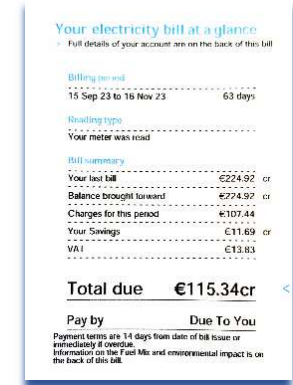 Your electricity bill at a glance
Full details of your account are on the back of this bill
Billing period
15 Sep 23 to 16 Nov 23 63 days
Reading type
Your meter was read
Bill summary
Your last bill €224.92 cr
Balance brought forward €224.92 cr
Charges for this period €107.44
Your Savings €11.69 cr
VAT €13.83
Total due €115.34cr
<
Pay by Due To You
Payment terms are 14 days from date of bill issue or
immediately if overdue.
Information on the Fuel Mix and environmental impact is on
the back of this bill.